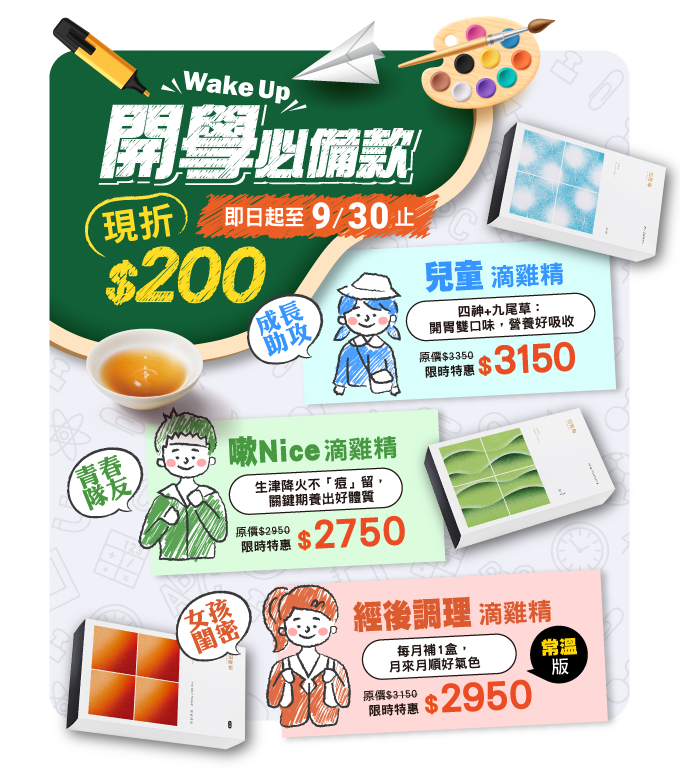 Wake Up
開學必備款
現折
$200
即日起至 9/30 止
兒童 滴雞精
四神+九尾草：
開胃雙口味，營養好吸收
成長
助攻
原價$3350
限時特惠 $3150
嗽Nice 滴雞精
生津降火不「痘」留，
關鍵期養出好體質
青春
隊友
原價$2950
限時特惠 $2750
女孩
閨密
經後調理 滴雞精
每月補1盒，
月來月順好氣色
常溫
版
原價$3150
限時特惠 $2950